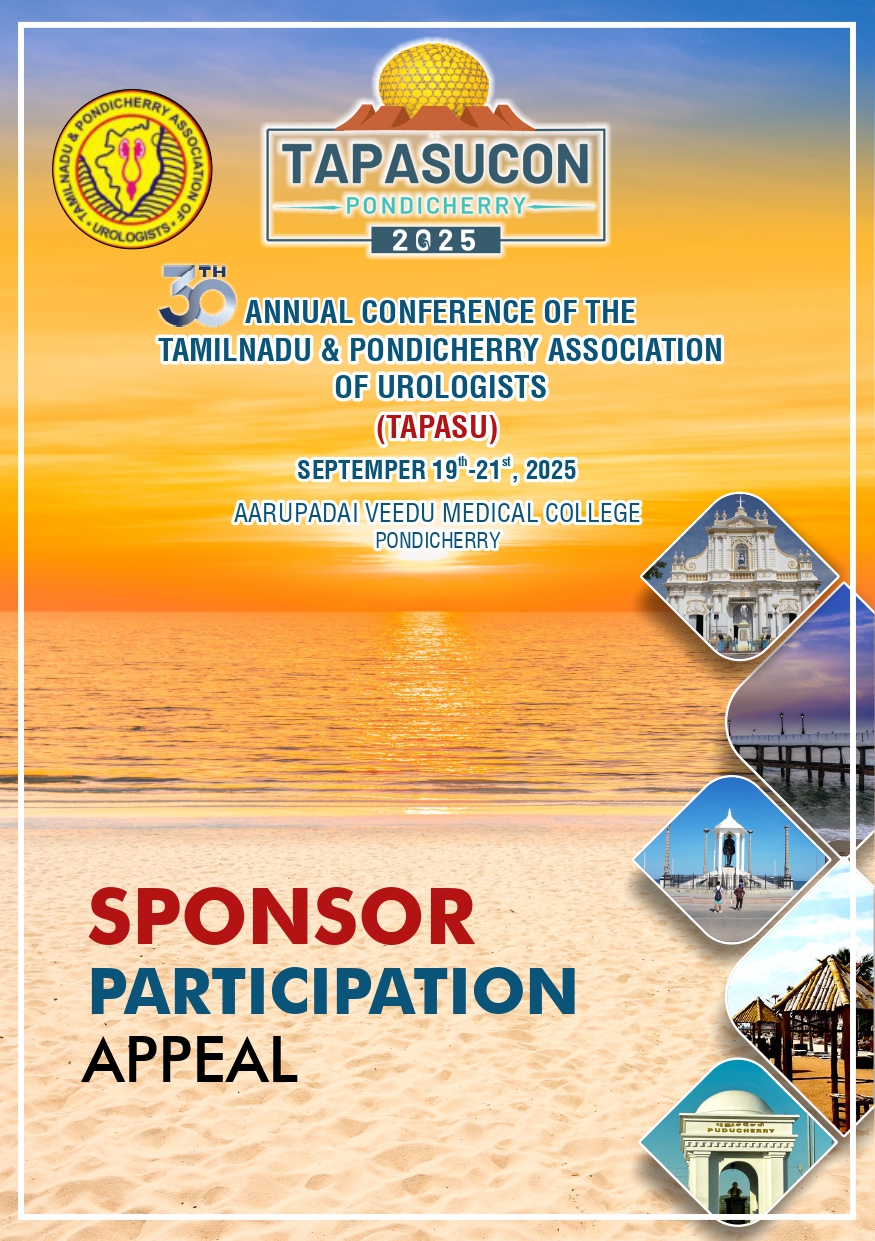 TAMILNADU & PONDICHERRY ASSOCIATION OF
• UROLOGISTS •
TAPASUCON
PONDICHERRY
2025
30TH
ANNUAL CONFERENCE OF THE
TAMILNADU & PONDICHERRY ASSOCIATION
OF UROLOGISTS
(TAPASU)
SEPTEMPER 19th-21st, 2025
AARUPADAI VEEDU MEDICAL COLLEGE
PONDICHERRY
SPONSOR
PARTICIPATION
APPEAL
PUDUCHERRY